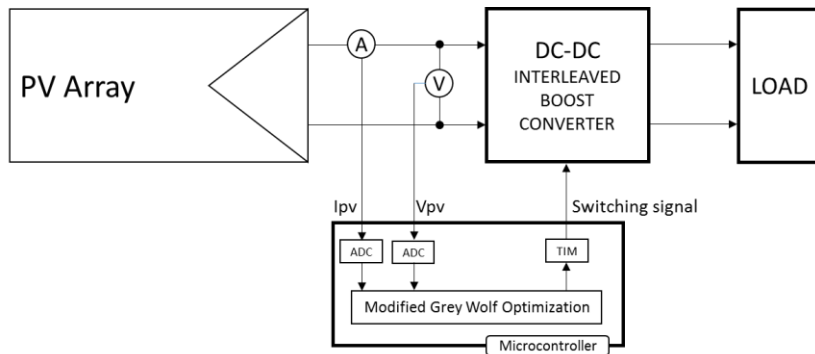 PV Array
A
V
DC-DC
INTERLEAVED
BOOST
CONVERTER
LOAD
Ipv
Vpv
Switching signal
ADC
ADC
TIM
Modified Grey Wolf Optimization
Microcontroller